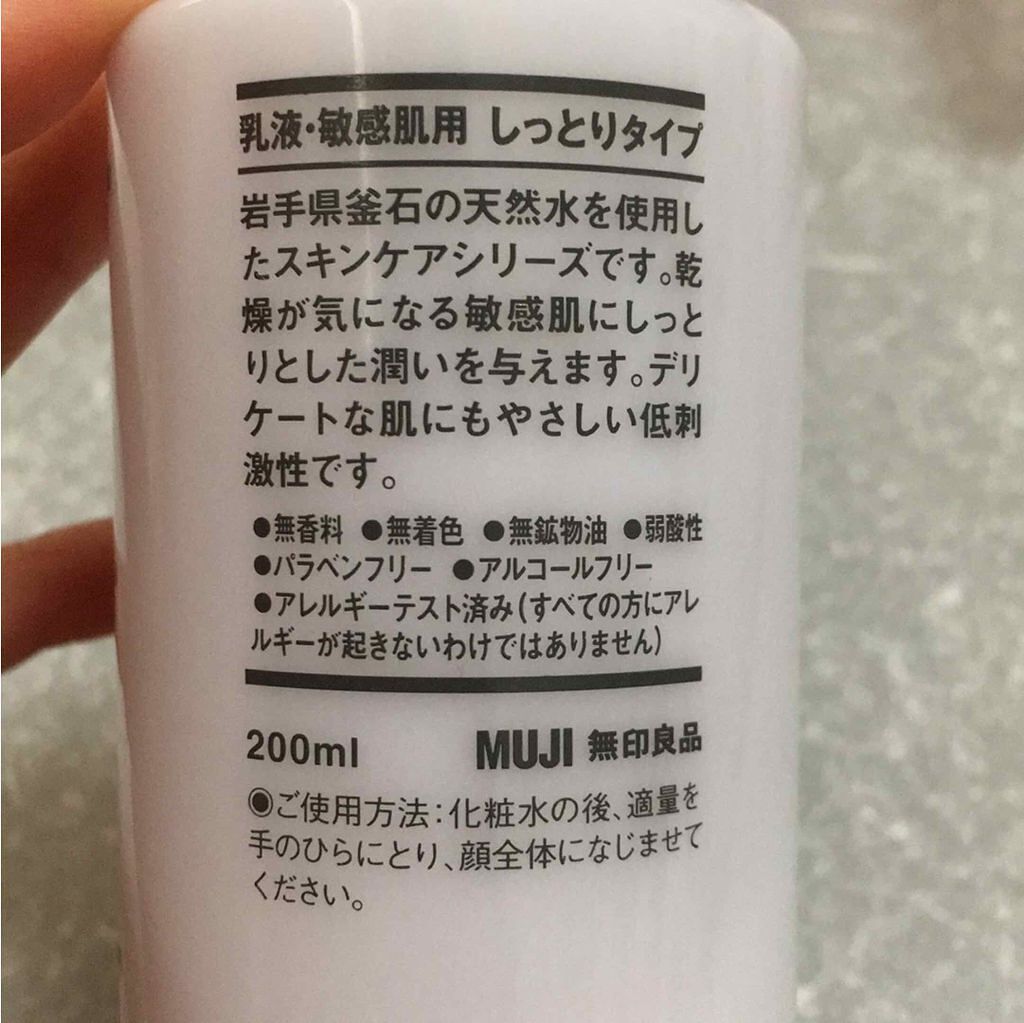 乳液・敏感肌用 しっとりタイプ
岩手県釜石の天然水を使用し
たスキンケアシリーズです。乾
燥が気になる敏感肌にしっと
りとした潤いを与えます。デリ
ケートな肌にもやさしい低刺
激性です。
●無香料 ●無着色 ●無鉱物油 ●弱酸性
●パラベンフリー ●アルコールフリー
●アレルギーテスト済み(すべての方にアレ
ルギーが起きないわけではありません)
200ml MUJI 無印良品
◉ご使用方法:化粧水の後、適量を
手のひらにとり、顔全体になじませて
ください。